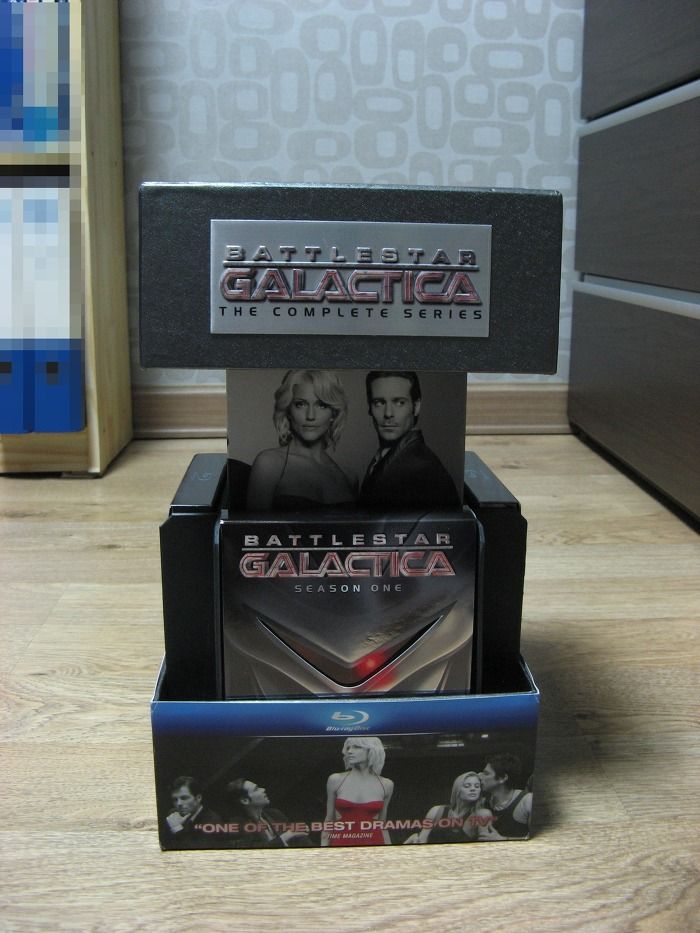 BATTLESTAR
GALACTICA
THE COMPLETE SERIES
BATTLESTAR
GALACTICA
SEASON ONE
Blu-ray Disc
"ONE OF THE BEST DRAMAS ON TV"
TIME MAGAZINE